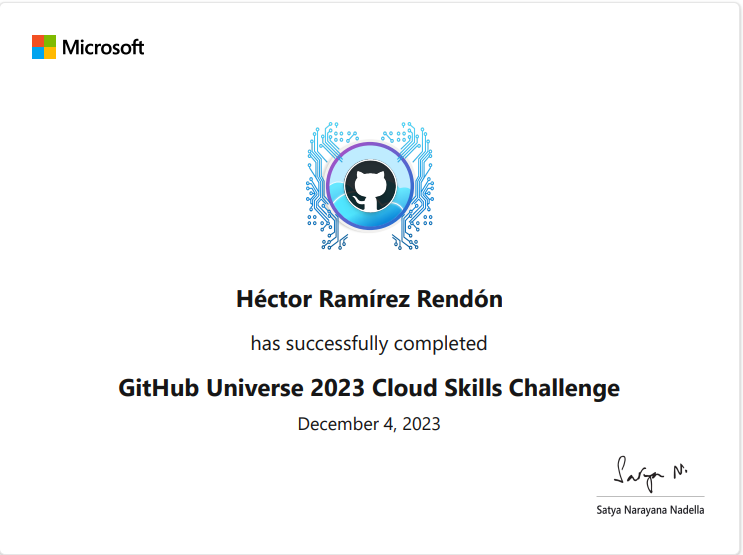 Microsoft
Héctor Ramírez Rendón
has successfully completed
GitHub Universe 2023 Cloud Skills Challenge
December 4, 2023
Satya N.
Satya Narayana Nadella